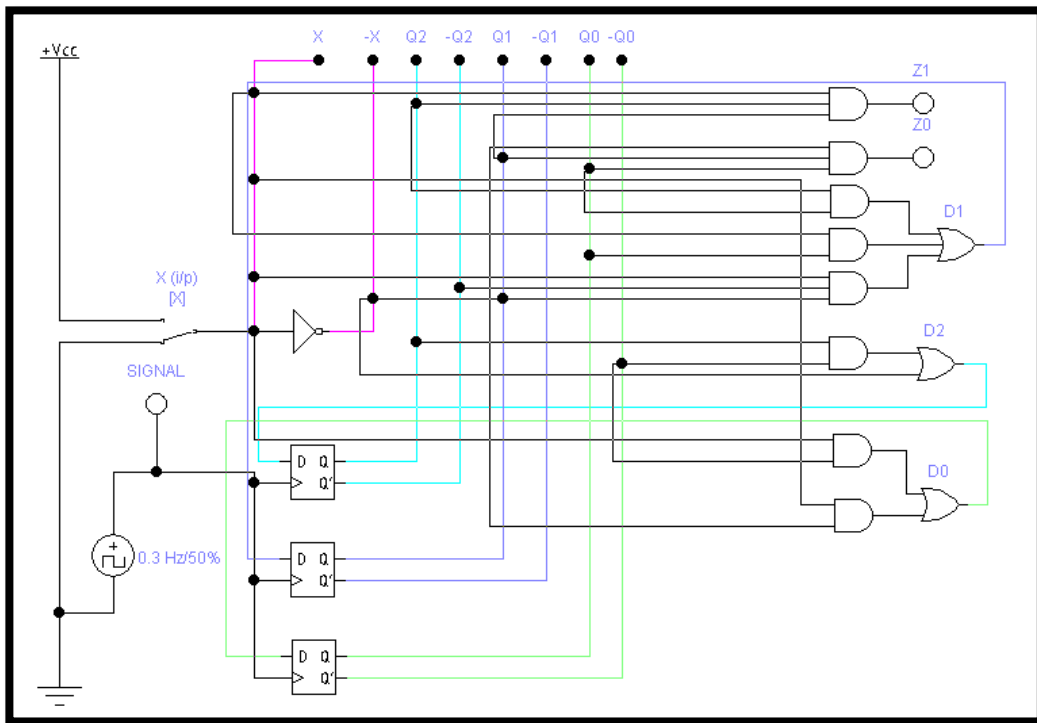 +Vcc
X -X Q2 -Q2 Q1 -Q1 Q0 -Q0
Z1
Z0
D1
X (i/p)
[X]
D2
SIGNAL
D Q
Q'
D0
0.3 Hz/50%
D Q
Q'
D Q
Q'